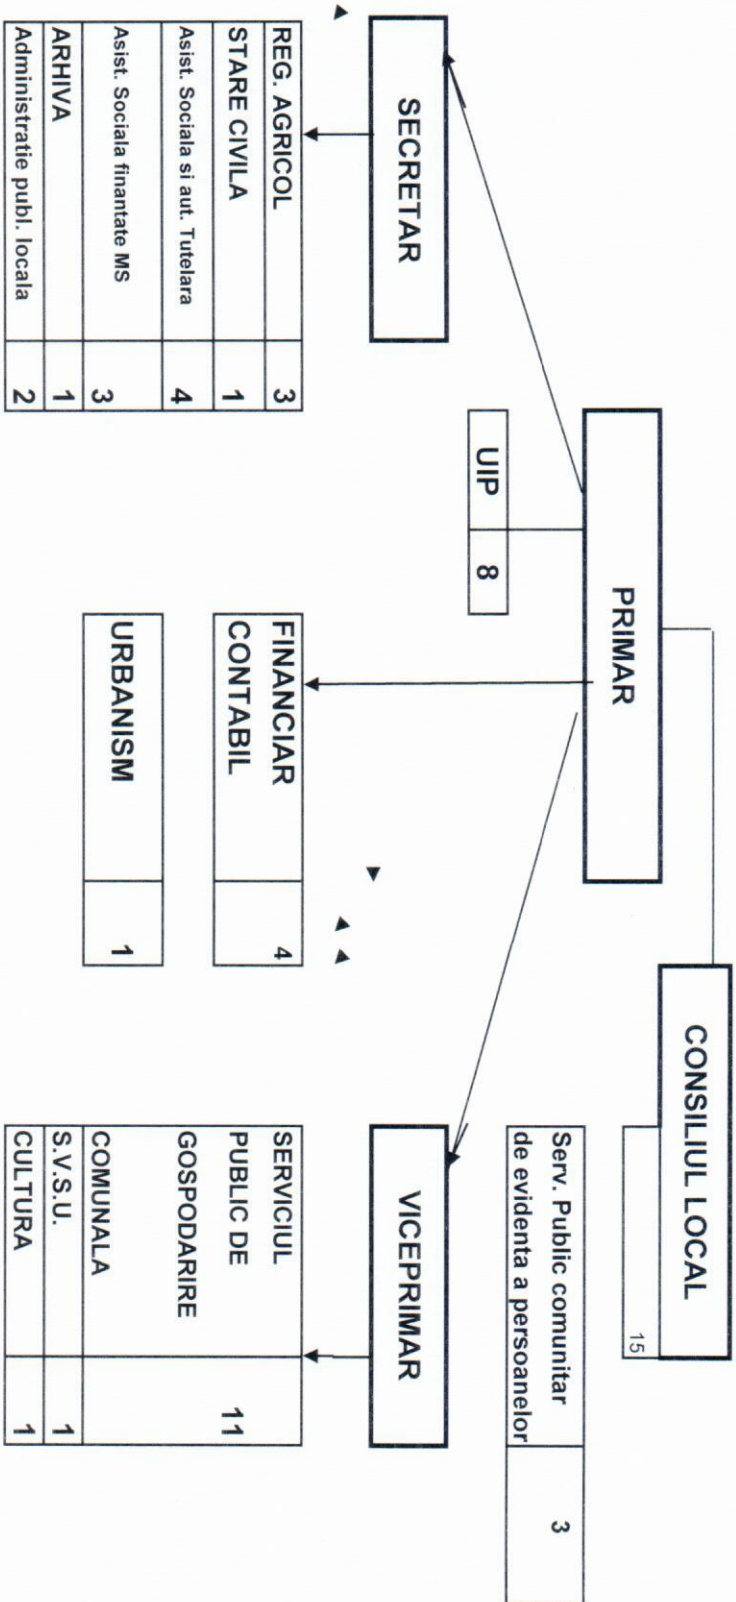 CONSILIUL LOCAL
15
PRIMAR
Serv. Public comunitar
de evidenta a persoanelor
3
UIP 8
SECRETAR
VICEPRIMAR
REG. AGRICOL 3
STARE CIVILA 1
Asist. Sociala si aut. Tutelara 4
Asist. Sociala finantate MS 3
ARHIVA 1
Administratie publ. locala 2
FINANCIAR
CONTABIL
4
URBANISM 1
SERVICIUL
PUBLIC DE
GOSPODARIRE
COMUNALA
11
S.V.S.U. 1
CULTURA 1